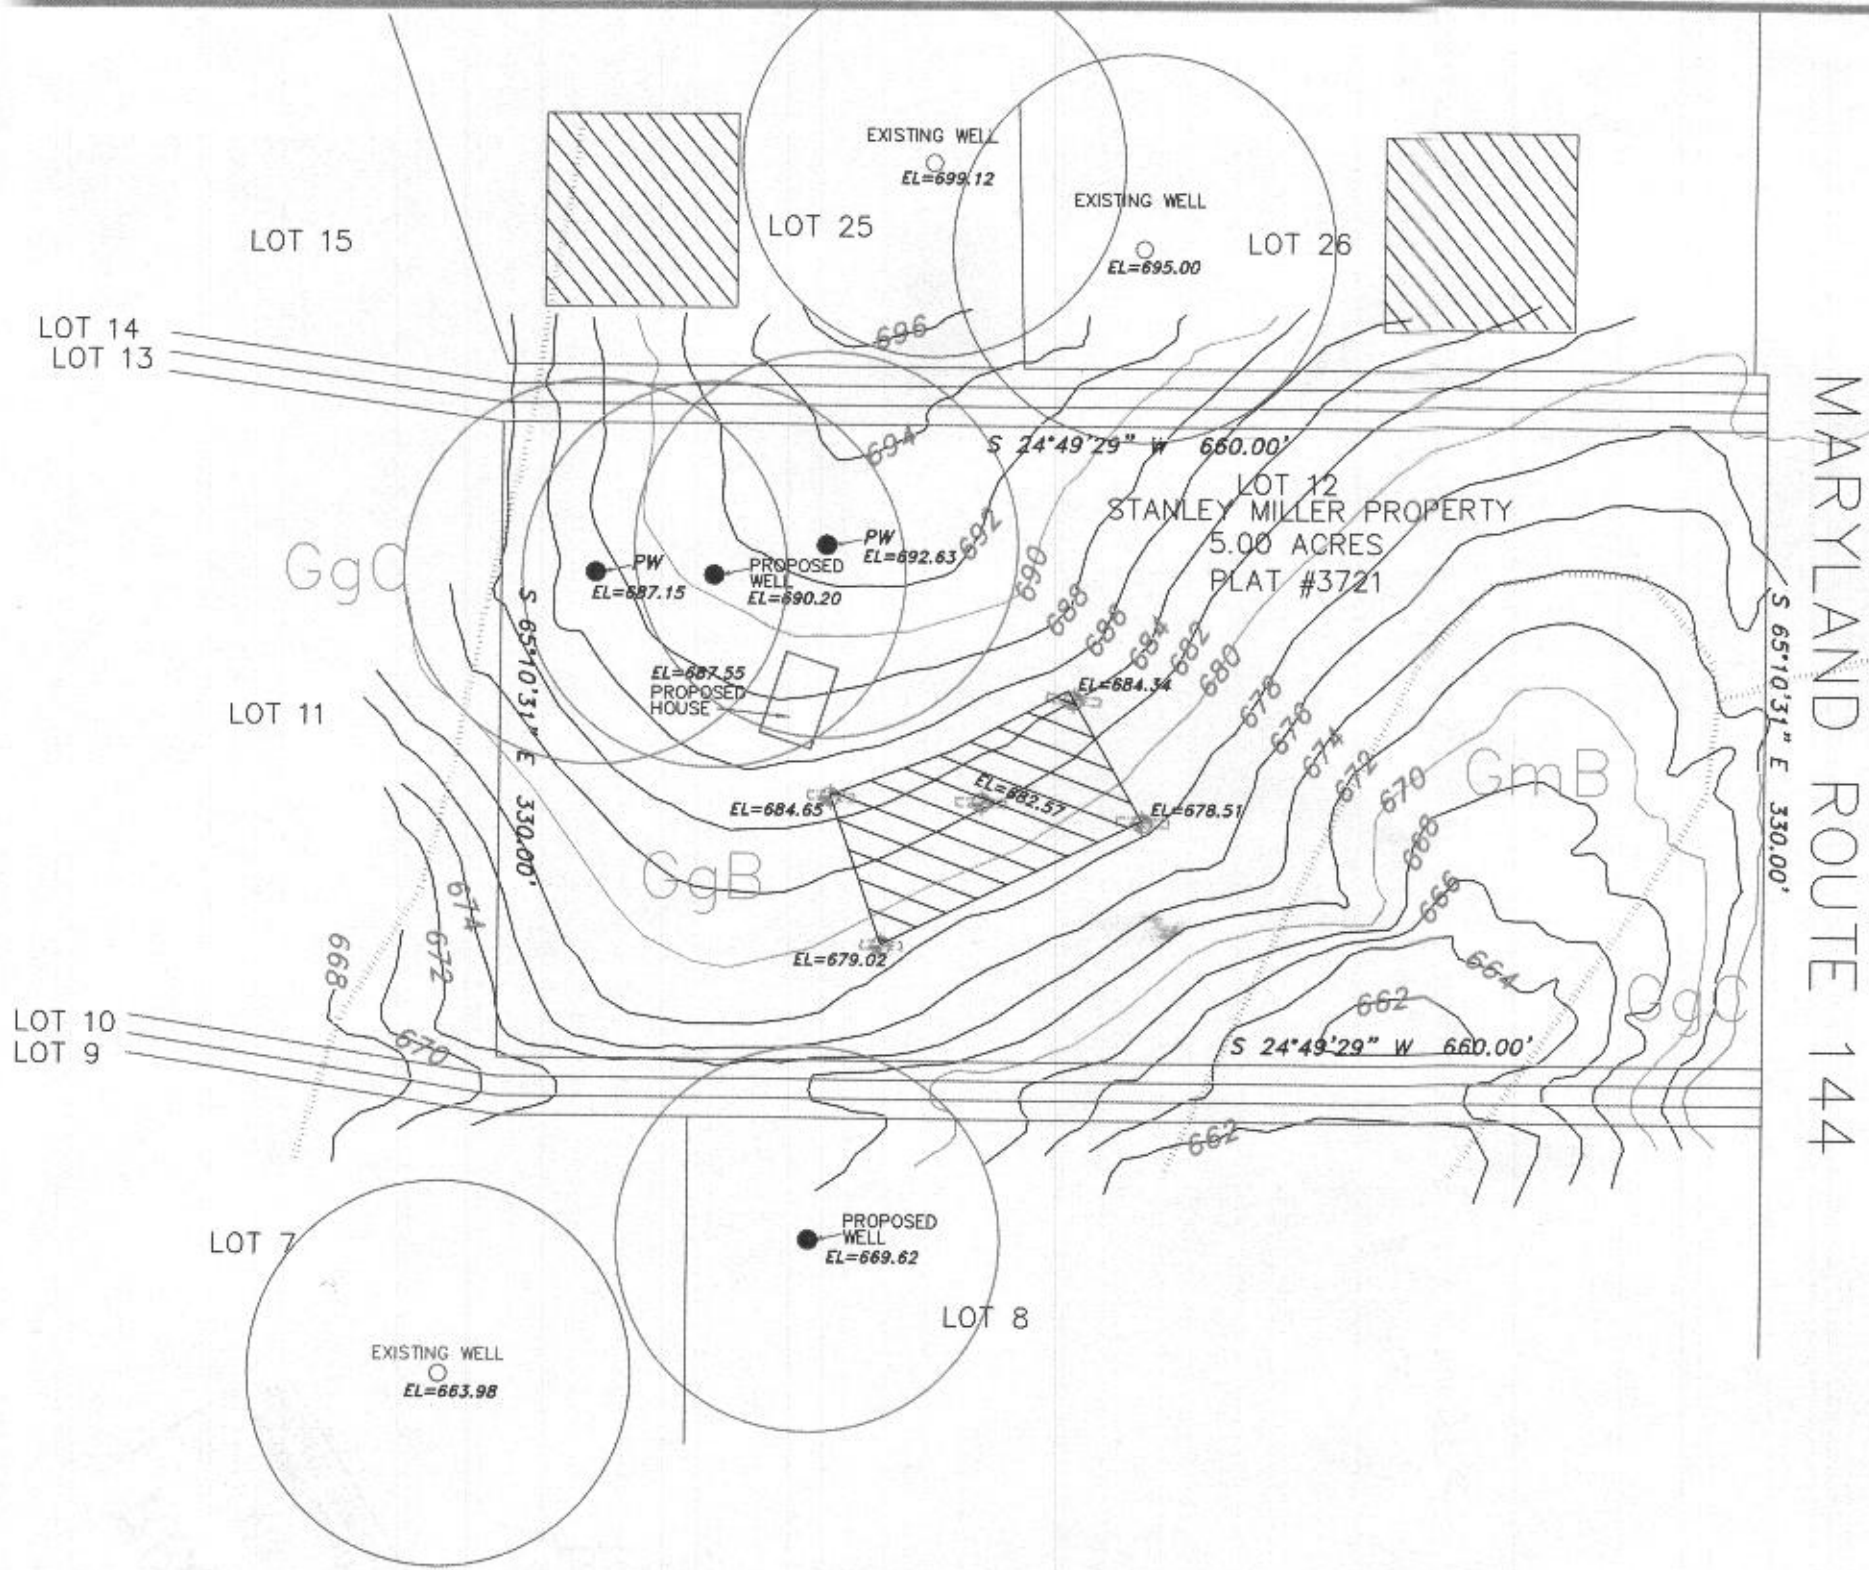 EXISTING WELL
EL=699.12
EXISTING WELL
EL=695.00
LOT 15
LOT 25
LOT 26
LOT 14
LOT 13
696
694
S 24°49'29" W 660.00'
LOT 12
STANLEY MILLER PROPERTY
5.00 ACRES
PLAT #3721
692
690
688
686
684
682
680
678
676
674
672
670
668
666
664
662
GgC
PW
EL=687.15
PROPOSED
WELL
EL=690.20
PW
EL=692.63
S 65°10'31" E 330.00'
EL=687.55
PROPOSED
HOUSE
EL=684.34
EL=684.65
EL=682.57
EL=678.51
EL=679.02
GgB
GmB
GgC
LOT 11
674
672
668
670
S 65°10'31" E 330.00'
MARYLAND ROUTE 144
LOT 10
LOT 9
S 24°49'29" W 660.00'
662
LOT 7
PROPOSED
WELL
EL=669.62
LOT 8
EXISTING WELL
EL=663.98